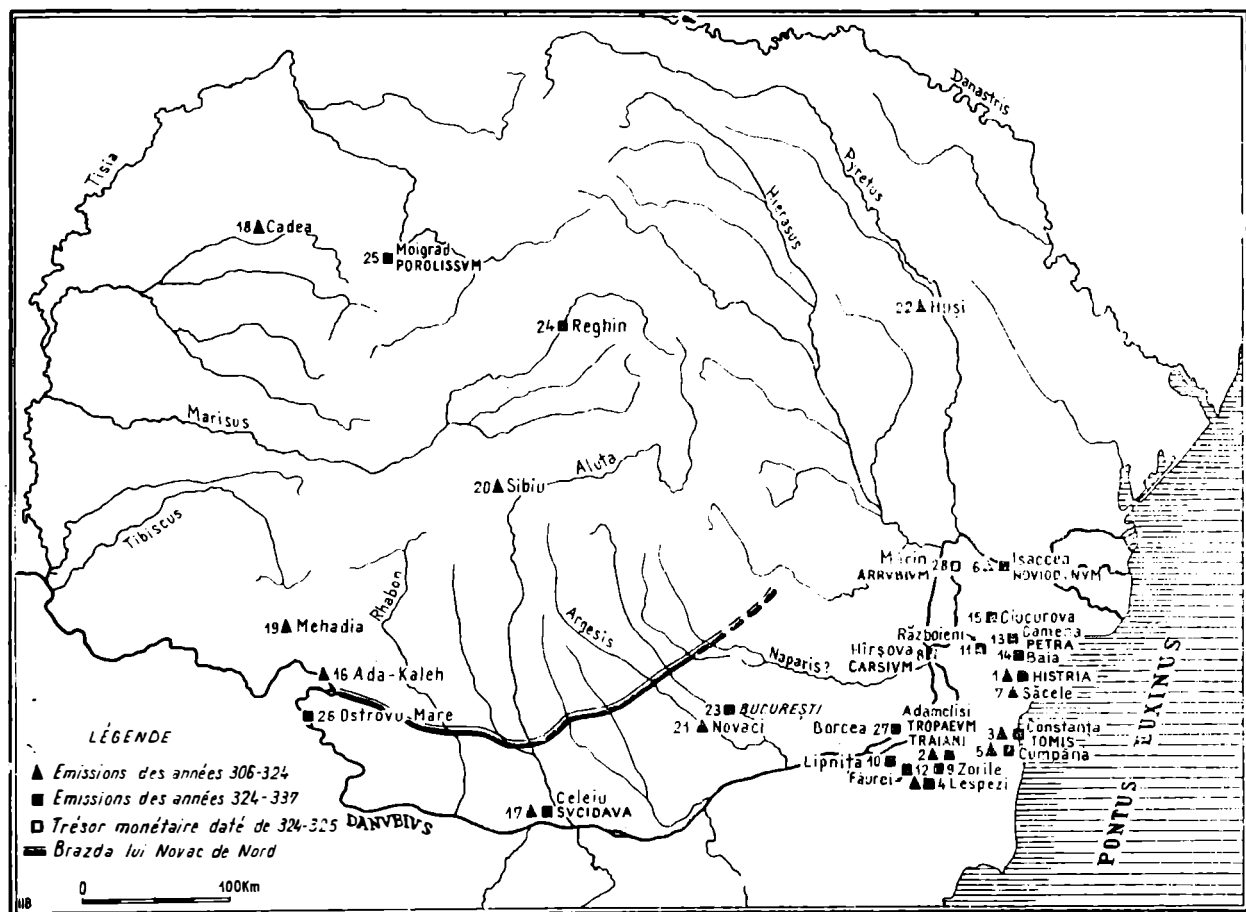 Danastris
Tisia
Pyretus
Hierasus
18 Cadea
25 Moigrad
POROLISSVM
22 Huși
24 Reghin
Marisus
Aluta
20 Sibiu
Tibiscus
Măcin 28
ARRVBIVM
6 Isaccea
NOVIODVNVM
Rhabon
Argesis
19 Mehadia
15 Ciucurova
Războieni 11
13 Camena
PETRA
Hîrșova 8
CARSIVM
14 Baia
Naparis?
16 Ada-Kaleh
1 HISTRIA
7 Săcele
26 Ostrovu-Mare
23 BUCUREȘTI
21 Novaci
Borcea 27
Adamclisi
TROPAEVM
TRAIANI
2
3 Constanța
TOMIS
5 Cumpăna
Lipnița 10
12 9 Zorile
Făurei 4 Lespezi
17 Celeiu
SVCIDAVA
DANVBIVS
PONTUS EUXINUS
LÉGENDE
Emissions des années 306-324
Emissions des années 324-337
Trésor monétaire daté de 324-325
Brazda lui Novac de Nord
0 100Km